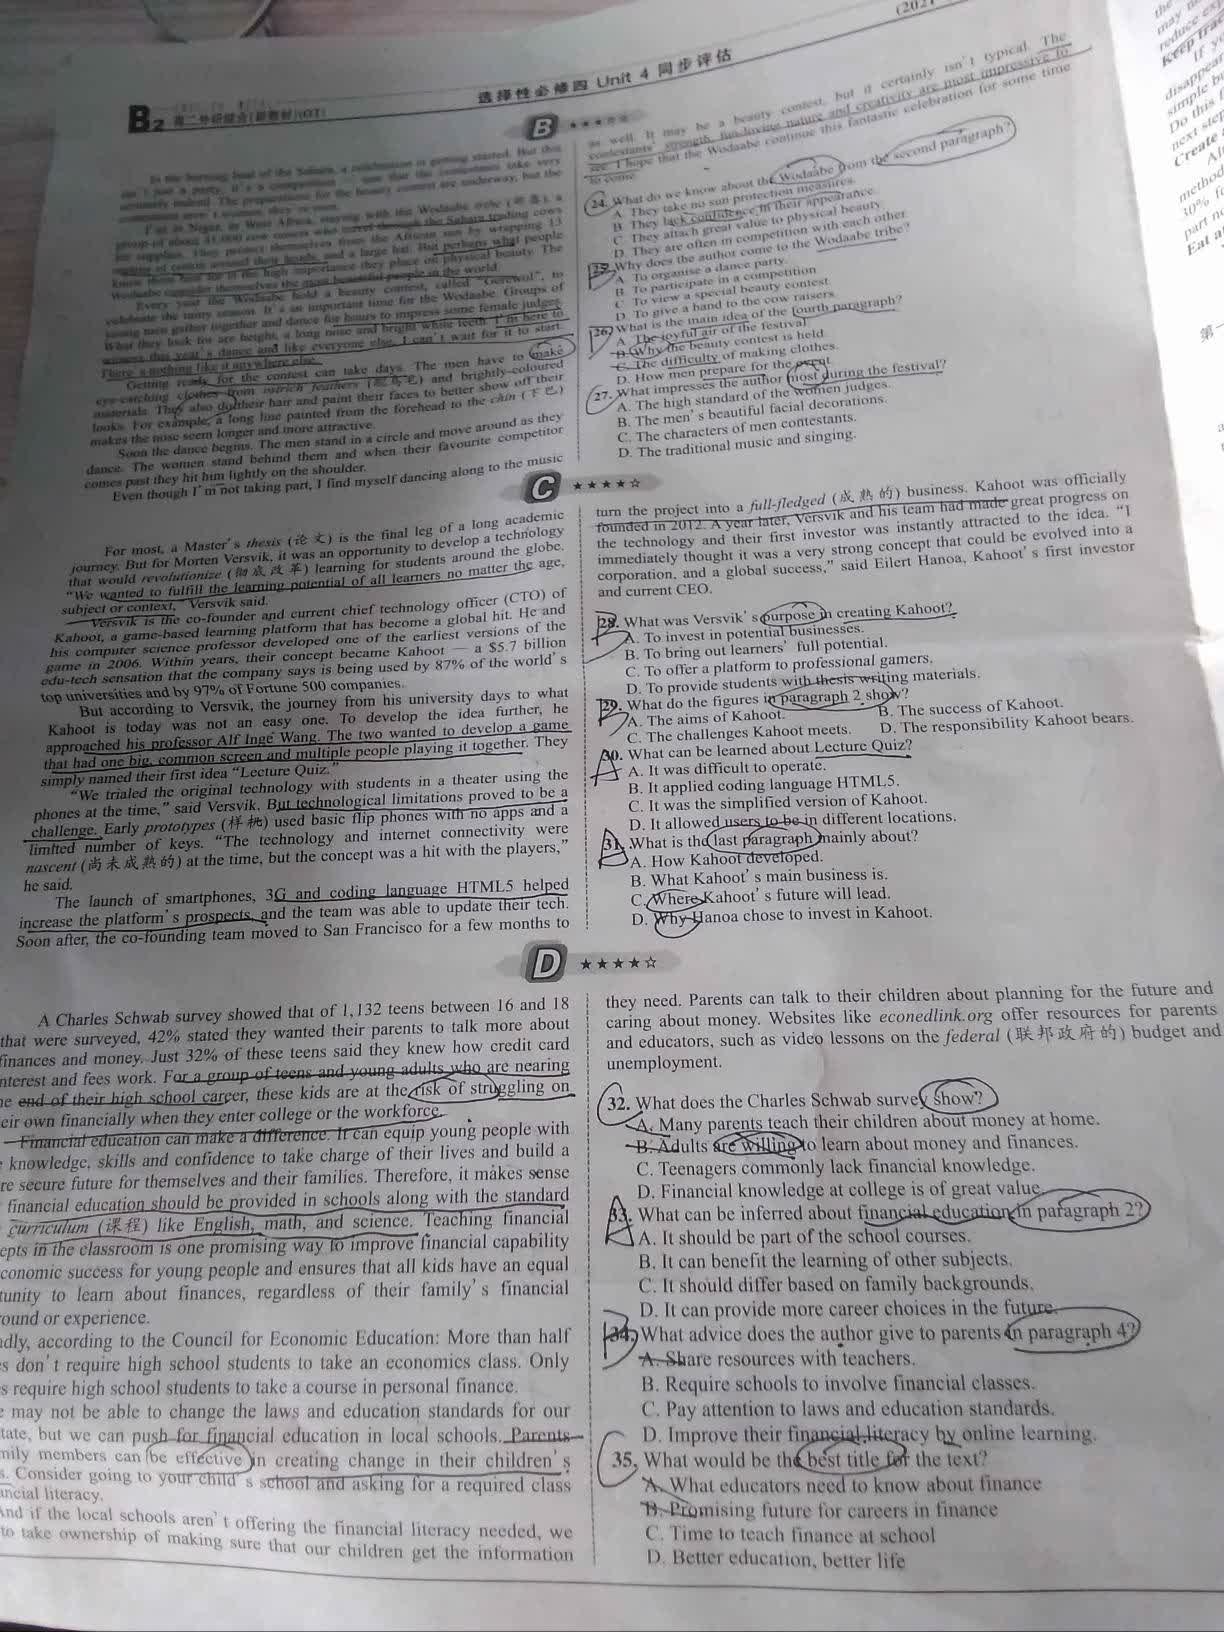 选择性必修四 Unit 4 同步评估
B2
B ★★★☆☆
In the burning heat of the Sahara, a celebration is getting started. But this
isn't just a party, it's a competition
seriously indeed. The preparations for the beauty contest are underway, but the
contestants aren't women, they're men.
I'm in Niger, in West Africa, staying with the Wodaabe tribe (部落), a
group of about
who travel through the Sahara trading cows
for supplies. They protect themselves from the African sun by wrapping 13
metres of cotton around their heads, and a large hat. But perhaps what people
know them best for is the high importance they place on physical beauty. The
Wodaabe consider themselves the most beautiful people in the world.
Every year the Wodaabe hold a beauty contest, called "Gerewol", to
celebrate the rainy season. It's an important time for the Wodaabe. Groups of
young men gather together and dance for hours to impress some female judges.
What they look for are height, a long nose and bright white teeth. I'm here to
witness this year's dance and like everyone else, I can't wait for it to start.
There's nothing like it anywhere else.
Getting ready for the contest can take days. The men have to make
eye-catching clothes from ostrich feathers (鸵鸟毛) and brightly-coloured
materials. They also do their hair and paint their faces to better show off their
looks. For example, a long line painted from the forehead to the chin (下巴)
makes the nose seem longer and more attractive.
Soon the dance begins. The men stand in a circle and move around as they
dance. The women stand behind them and when their favourite competitor
comes past they hit him lightly on the shoulder.
Even though I'm not taking part, I find myself dancing along to the music
as well. It may be a beauty contest, but it certainly isn't typical. The
contestants' strength, fun-loving nature and creativity are most impressive to
see. I hope that the Wodaabe continue this fantastic celebration for some time
to come.
24. What do we know about the Wodaabe from the second paragraph?
A. They take no sun protection measures.
B. They lack confidence in their appearance.
C. They attach great value to physical beauty.
D. They are often in competition with each other.
25. Why does the author come to the Wodaabe tribe?
A. To organise a dance party.
B. To participate in a competition.
C. To view a special beauty contest.
D. To give a hand to the cow raisers.
26. What is the main idea of the fourth paragraph?
A. The joyful air of the festival.
B. Why the beauty contest is held.
C. The difficulty of making clothes.
D. How men prepare for the event.
27. What impresses the author most during the festival?
A. The high standard of the women judges.
B. The men's beautiful facial decorations.
C. The characters of men contestants.
D. The traditional music and singing.
C ★★★★☆
For most, a Master's thesis (论文) is the final leg of a long academic
journey. But for Morten Versvik, it was an opportunity to develop a technology
that would revolutionize (彻底改革) learning for students around the globe.
"We wanted to fulfill the learning potential of all learners no matter the age,
subject or context," Versvik said.
Versvik is the co-founder and current chief technology officer (CTO) of
Kahoot, a game-based learning platform that has become a global hit. He and
his computer science professor developed one of the earliest versions of the
game in 2006. Within years, their concept became Kahoot — a $5.7 billion
edu-tech sensation that the company says is being used by 87% of the world's
top universities and by 97% of Fortune 500 companies.
But according to Versvik, the journey from his university days to what
Kahoot is today was not an easy one. To develop the idea further, he
approached his professor Alf Inge Wang. The two wanted to develop a game
that had one big, common screen and multiple people playing it together. They
simply named their first idea "Lecture Quiz."
"We trialed the original technology with students in a theater using the
phones at the time," said Versvik. But technological limitations proved to be a
challenge. Early prototypes (样机) used basic flip phones with no apps and a
limited number of keys. "The technology and internet connectivity were
nascent (尚未成熟的) at the time, but the concept was a hit with the players,"
he said.
The launch of smartphones, 3G and coding language HTML5 helped
increase the platform's prospects, and the team was able to update their tech.
Soon after, the co-founding team moved to San Francisco for a few months to
turn the project into a full-fledged (成熟的) business. Kahoot was officially
founded in 2012. A year later, Versvik and his team had made great progress on
the technology and their first investor was instantly attracted to the idea. "I
immediately thought it was a very strong concept that could be evolved into a
corporation, and a global success," said Eilert Hanoa, Kahoot's first investor
and current CEO.
28. What was Versvik's purpose in creating Kahoot?
A. To invest in potential businesses.
B. To bring out learners' full potential.
C. To offer a platform to professional gamers.
D. To provide students with thesis writing materials.
29. What do the figures in paragraph 2 show?
A. The aims of Kahoot. B. The success of Kahoot.
C. The challenges Kahoot meets. D. The responsibility Kahoot bears.
30. What can be learned about Lecture Quiz?
A. It was difficult to operate.
B. It applied coding language HTML5.
C. It was the simplified version of Kahoot.
D. It allowed users to be in different locations.
31. What is the last paragraph mainly about?
A. How Kahoot developed.
B. What Kahoot's main business is.
C. Where Kahoot's future will lead.
D. Why Hanoa chose to invest in Kahoot.
D ★★★★☆
A Charles Schwab survey showed that of 1,132 teens between 16 and 18
that were surveyed, 42% stated they wanted their parents to talk more about
finances and money. Just 32% of these teens said they knew how credit card
nterest and fees work. For a group of teens and young adults who are nearing
he end of their high school career, these kids are at the risk of struggling on
eir own financially when they enter college or the workforce.
Financial education can make a difference. It can equip young people with
knowledge, skills and confidence to take charge of their lives and build a
re secure future for themselves and their families. Therefore, it makes sense
financial education should be provided in schools along with the standard
curriculum (课程) like English, math, and science. Teaching financial
epts in the classroom is one promising way to improve financial capability
conomic success for young people and ensures that all kids have an equal
tunity to learn about finances, regardless of their family's financial
ound or experience.
dly, according to the Council for Economic Education: More than half
s don't require high school students to take an economics class. Only
s require high school students to take a course in personal finance.
e may not be able to change the laws and education standards for our
tate, but we can push for financial education in local schools. Parents
mily members can be effective in creating change in their children's
s. Consider going to your child's school and asking for a required class
ancial literacy.
And if the local schools aren't offering the financial literacy needed, we
to take ownership of making sure that our children get the information
they need. Parents can talk to their children about planning for the future and
caring about money. Websites like econedlink.org offer resources for parents
and educators, such as video lessons on the federal (联邦政府的) budget and
unemployment.
32. What does the Charles Schwab survey show?
A. Many parents teach their children about money at home.
B. Adults are willing to learn about money and finances.
C. Teenagers commonly lack financial knowledge.
D. Financial knowledge at college is of great value.
33. What can be inferred about financial education in paragraph 2?
A. It should be part of the school courses.
B. It can benefit the learning of other subjects.
C. It should differ based on family backgrounds.
D. It can provide more career choices in the future.
34. What advice does the author give to parents in paragraph 4?
A. Share resources with teachers.
B. Require schools to involve financial classes.
C. Pay attention to laws and education standards.
D. Improve their financial literacy by online learning.
35. What would be the best title for the text?
A. What educators need to know about finance
B. Promising future for careers in finance
C. Time to teach finance at school
D. Better education, better life